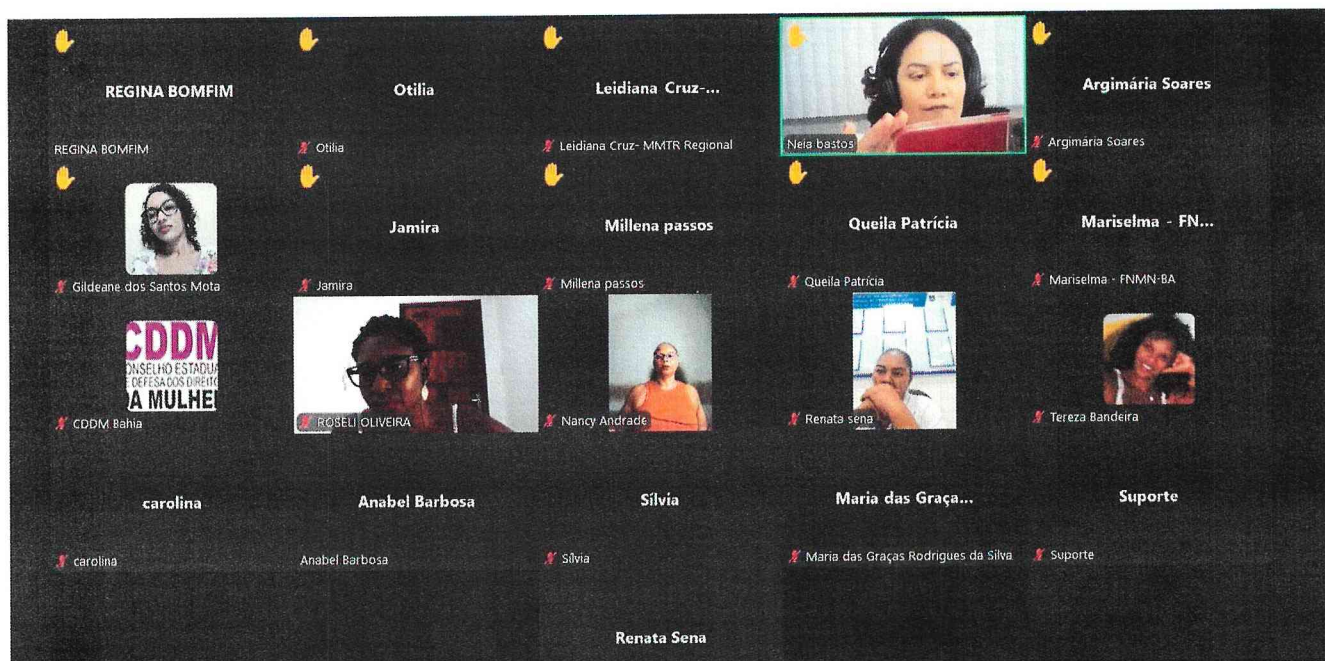 REGINA BOMFIM
REGINA BOMFIM
Otilia
Otilia
Leidiana Cruz-...
Leidiana Cruz- MMTR Regional
Neia bastos
Argimária Soares
Argimária Soares
Gildeane dos Santos Mota
Jamira
Jamira
Millena passos
Millena passos
Queila Patrícia
Queila Patrícia
Mariselma - FN...
Mariselma - FNMN-BA
CDDM
ONSELHO ESTADUA
E DEFESA DOS DIREITO
A MULHE
CDDM Bahia
ROSELI OLIVEIRA
Nancy Andrade
Renata sena
Tereza Bandeira
carolina
carolina
Anabel Barbosa
Anabel Barbosa
Sílvia
Sílvia
Maria das Graça...
Maria das Graças Rodrigues da Silva
Suporte
Suporte
Renata Sena